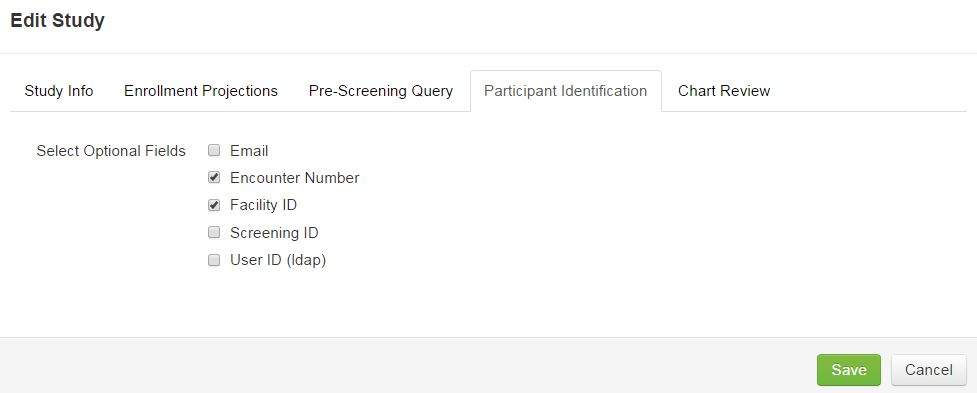 Edit Study
Study Info Enrollment Projections Pre-Screening Query Participant Identification Chart Review
Select Optional Fields Email
Encounter Number
Facility ID
Screening ID
User ID (ldap)
Save Cancel